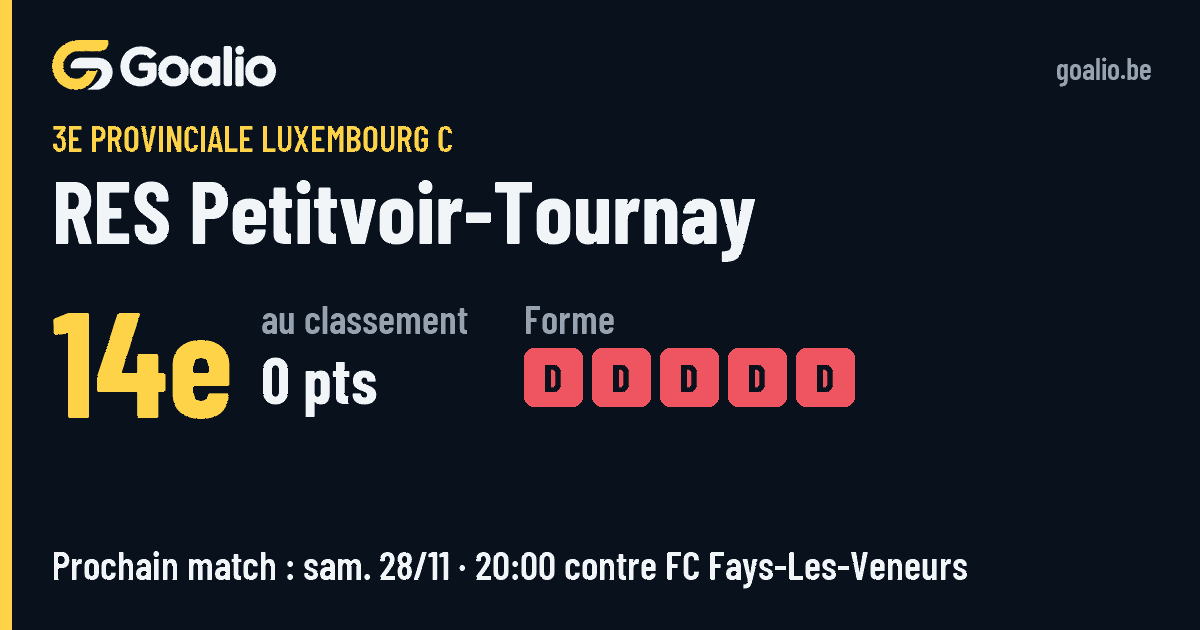 Goalio
goalio.be
3E PROVINCIALE LUXEMBOURG C
RES Petitvoir-Tournay
14e
au classement
0 pts
Forme
D D D D D
Prochain match : sam. 28/11 · 20:00 contre FC Fays-Les-Veneurs